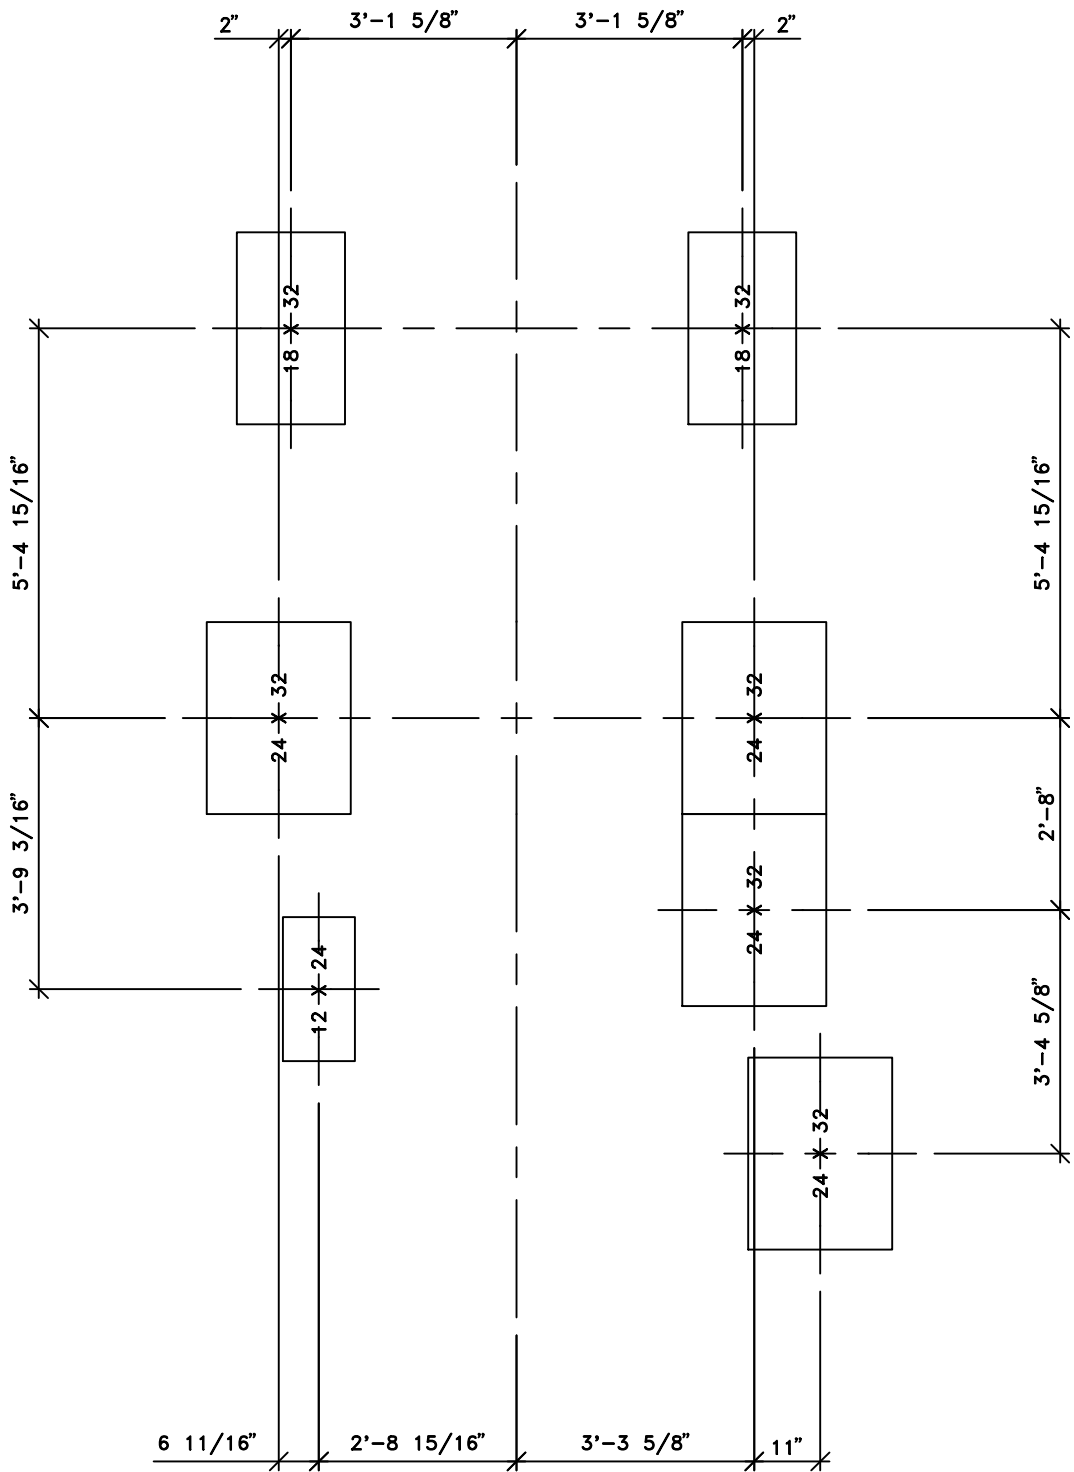 2" 3'-1 5/8" 3'-1 5/8" 2"
18 x 32
18 x 32
5'-4 15/16"
5'-4 15/16"
24 x 32
24 x 32
3'-9 3/16"
2'-8"
24 x 32
12 x 24
3'-4 5/8"
24 x 32
6 11/16" 2'-8 15/16" 3'-3 5/8" 11"